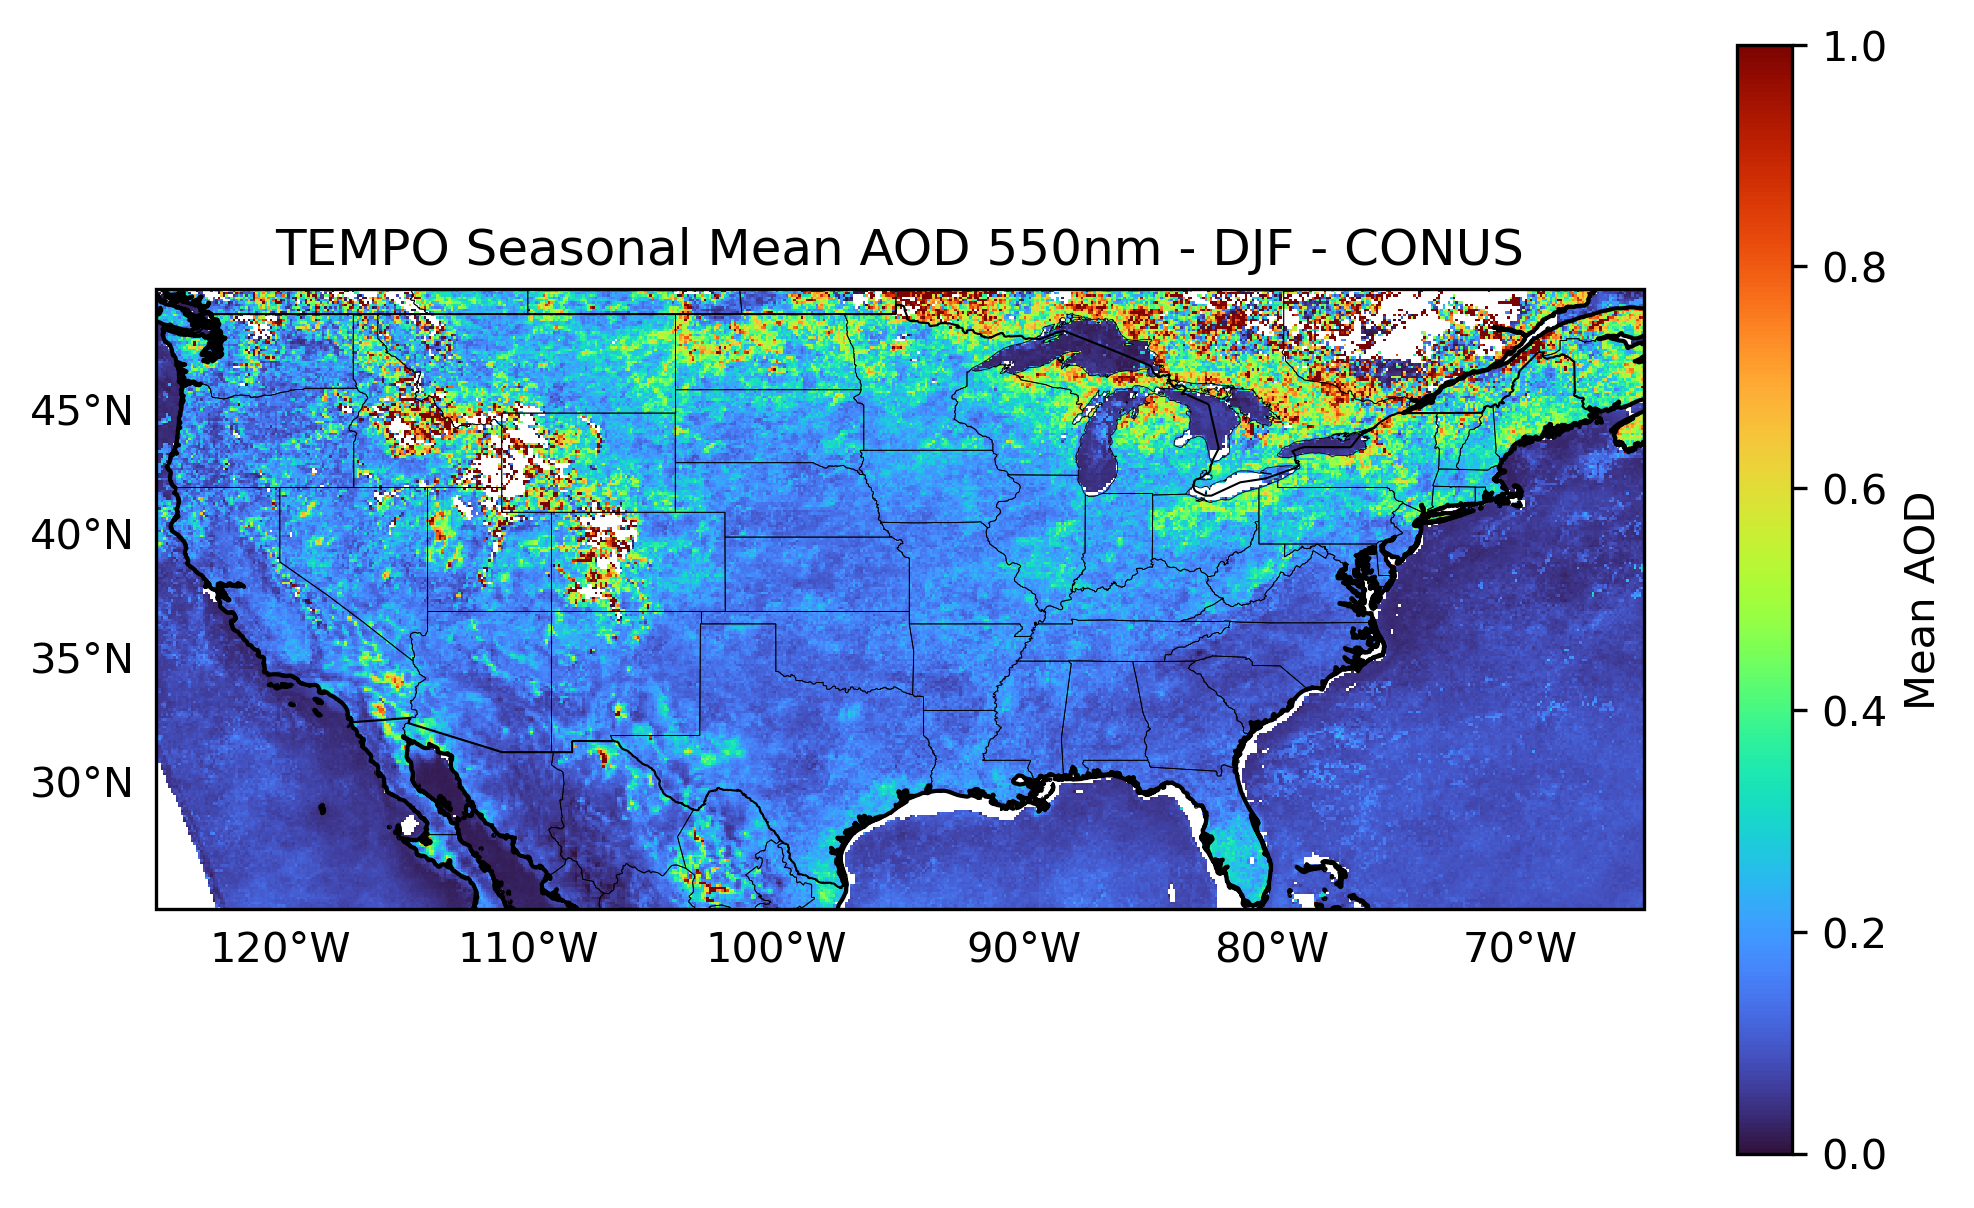 TEMPO Seasonal Mean AOD 550nm - DJF - CONUS
45°N
40°N
35°N
30°N
120°W
110°W
100°W
90°W
80°W
70°W
1.0
0.8
0.6
0.4
0.2
0.0
Mean AOD